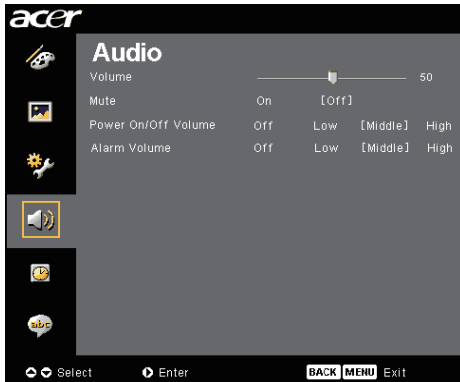 acer
Audio
Volume 50
Mute On [Off]
Power On/Off Volume Off Low [Middle] High
Alarm Volume Off Low [Middle] High
abc
Select Enter BACK MENU Exit